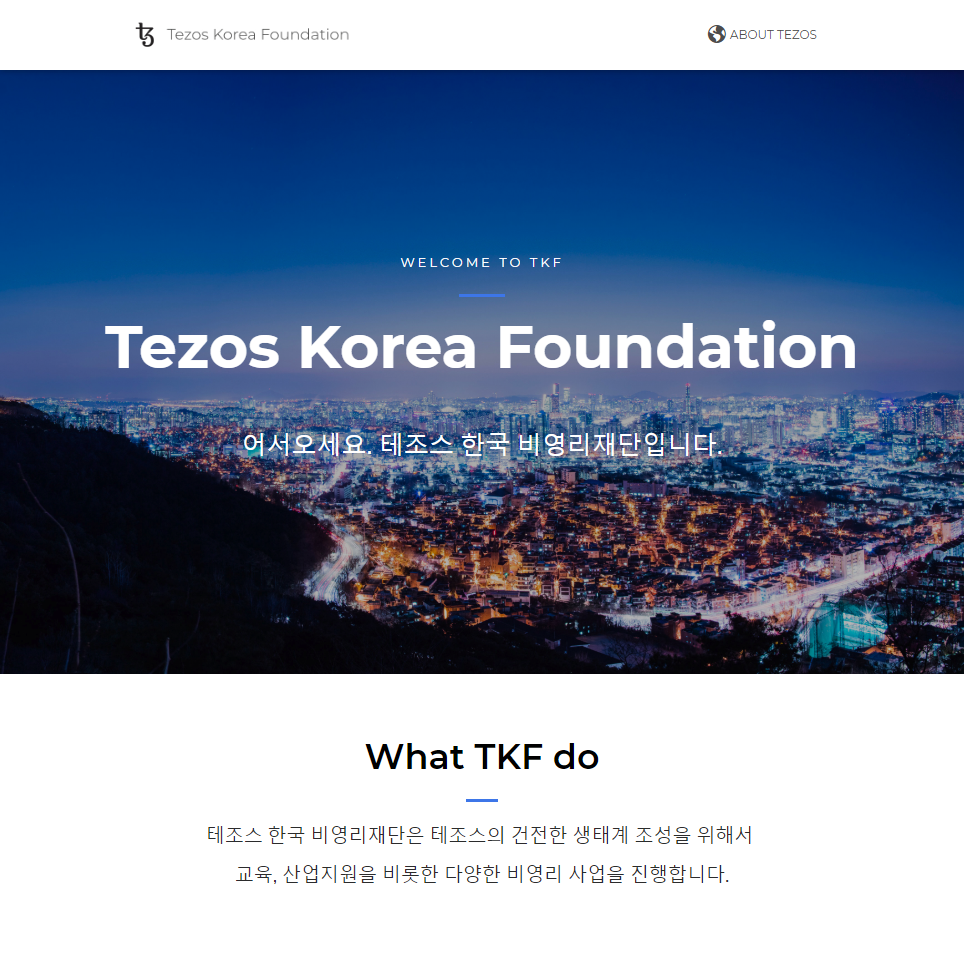 Tezos Korea Foundation
ABOUT TEZOS
WELCOME TO TKF
Tezos Korea Foundation
어서오세요. 테조스 한국 비영리재단입니다.
What TKF do
테조스 한국 비영리재단은 테조스의 건전한 생태계 조성을 위해서
교육, 산업지원을 비롯한 다양한 비영리 사업을 진행합니다.